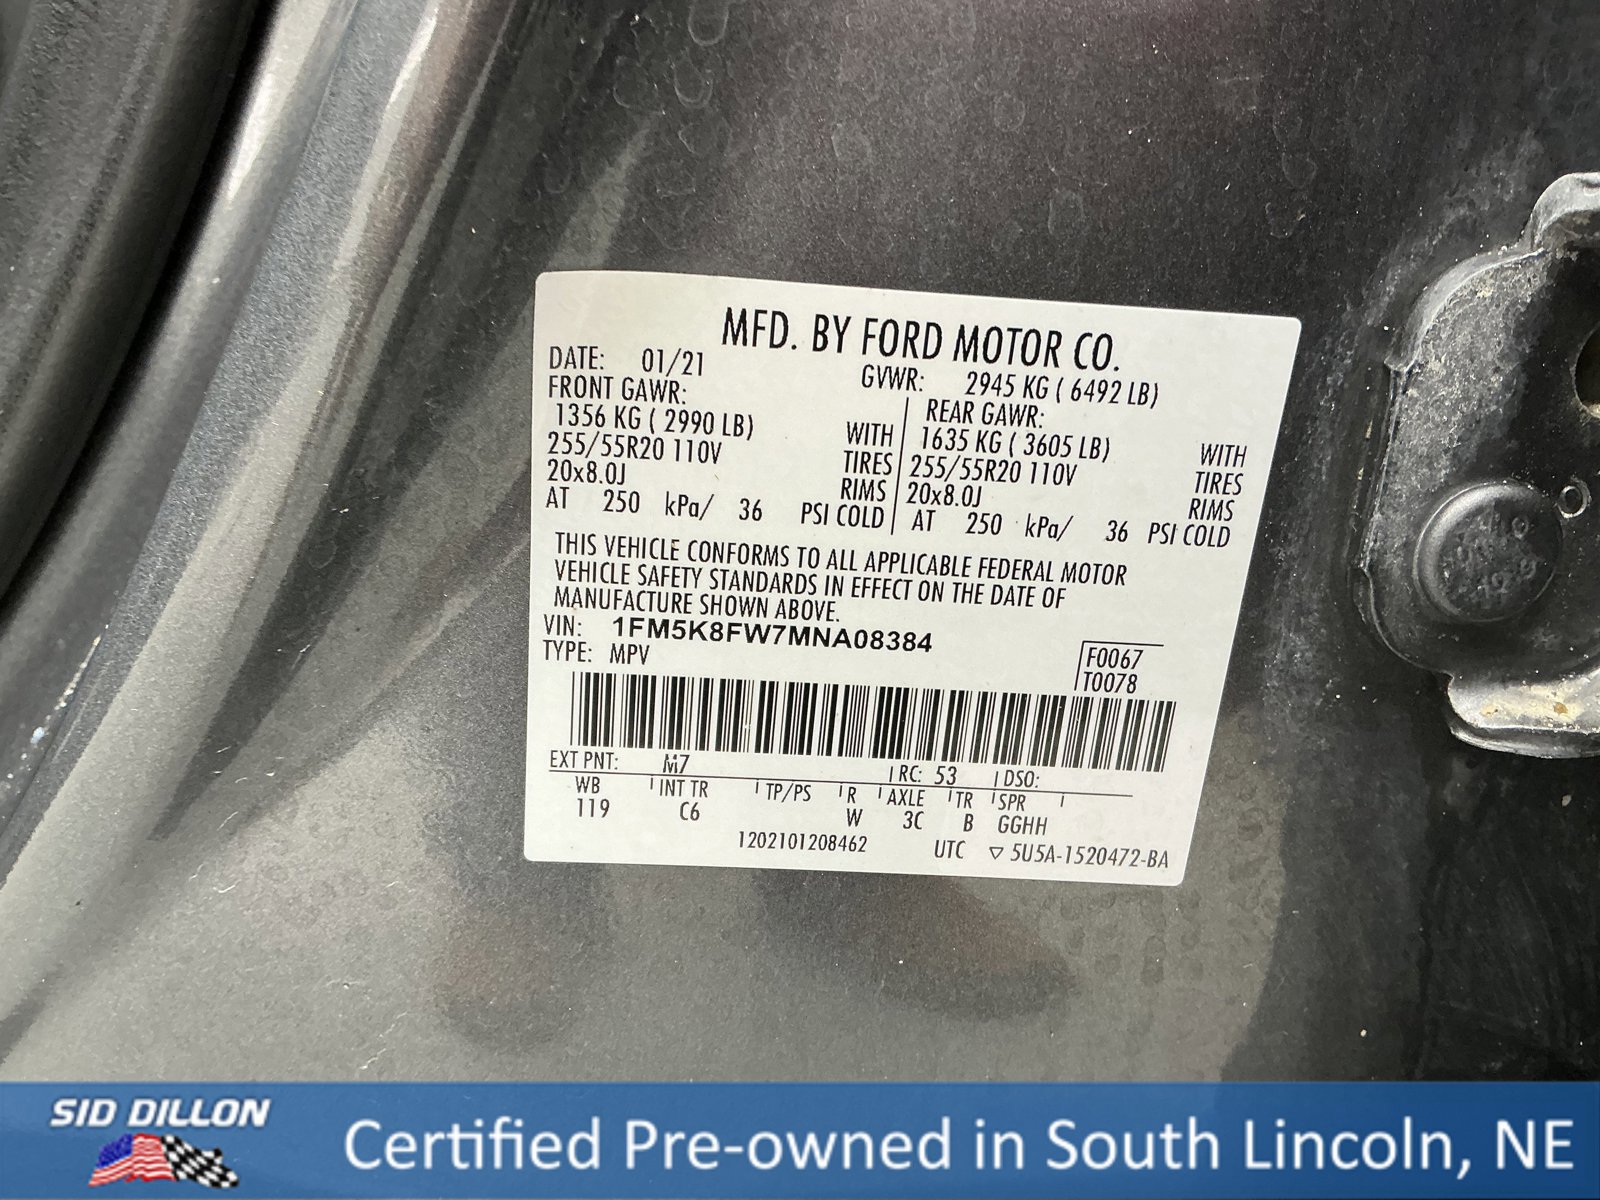 MFD. BY FORD MOTOR CO.
DATE: 01/21 GVWR: 2945 KG ( 6492 LB)
FRONT GAWR: REAR GAWR:
1356 KG ( 2990 LB) WITH 1635 KG ( 3605 LB) WITH
255/55R20 110V TIRES 255/55R20 110V TIRES
20x8.0J RIMS 20x8.0J RIMS
AT 250 kPa/ 36 PSI COLD AT 250 kPa/ 36 PSI COLD
THIS VEHICLE CONFORMS TO ALL APPLICABLE FEDERAL MOTOR
VEHICLE SAFETY STANDARDS IN EFFECT ON THE DATE OF
MANUFACTURE SHOWN ABOVE.
VIN: 1FM5K8FW7MNA08384
TYPE: MPV
F0067
T0078
EXT PNT: M7 RC: 53 DSO:
WB INT TR TP/PS R AXLE TR SPR
119 C6 W 3C B GGHH
1202101208462 UTC ▽ 5U5A-1520472-BA
SID DILLON
Certified Pre-owned in South Lincoln, NE